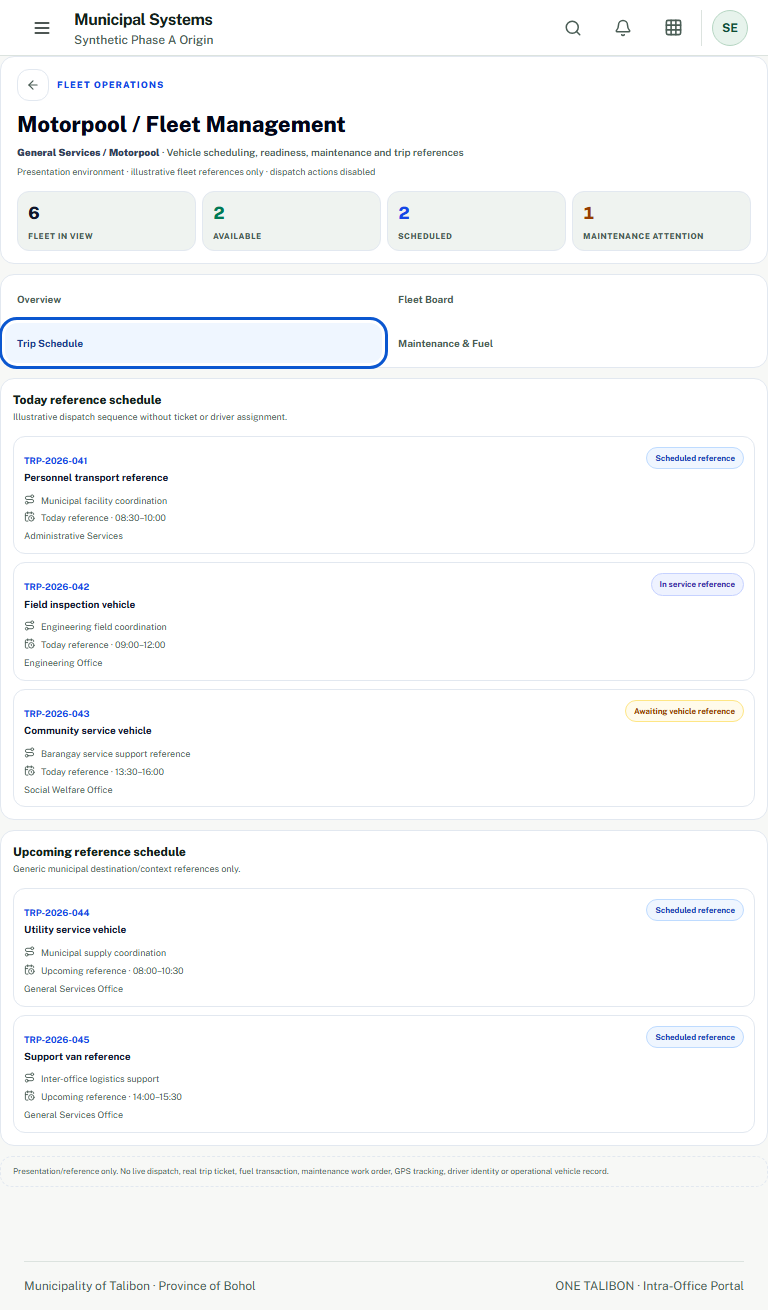 Municipal Systems
Synthetic Phase A Origin
SE
FLEET OPERATIONS
Motorpool / Fleet Management
General Services / Motorpool · Vehicle scheduling, readiness, maintenance and trip references
Presentation environment · illustrative fleet references only · dispatch actions disabled
6
FLEET IN VIEW
2
AVAILABLE
2
SCHEDULED
1
MAINTENANCE ATTENTION
Overview
Fleet Board
Trip Schedule
Maintenance & Fuel
Today reference schedule
Illustrative dispatch sequence without ticket or driver assignment.
TRP-2026-041
Scheduled reference
Personnel transport reference
Municipal facility coordination
Today reference · 08:30–10:00
Administrative Services
TRP-2026-042
In service reference
Field inspection vehicle
Engineering field coordination
Today reference · 09:00–12:00
Engineering Office
TRP-2026-043
Awaiting vehicle reference
Community service vehicle
Barangay service support reference
Today reference · 13:30–16:00
Social Welfare Office
Upcoming reference schedule
Generic municipal destination/context references only.
TRP-2026-044
Scheduled reference
Utility service vehicle
Municipal supply coordination
Upcoming reference · 08:00–10:30
General Services Office
TRP-2026-045
Scheduled reference
Support van reference
Inter-office logistics support
Upcoming reference · 14:00–15:30
General Services Office
Presentation/reference only. No live dispatch, real trip ticket, fuel transaction, maintenance work order, GPS tracking, driver identity or operational vehicle record.
Municipality of Talibon · Province of Bohol
ONE TALIBON · Intra-Office Portal